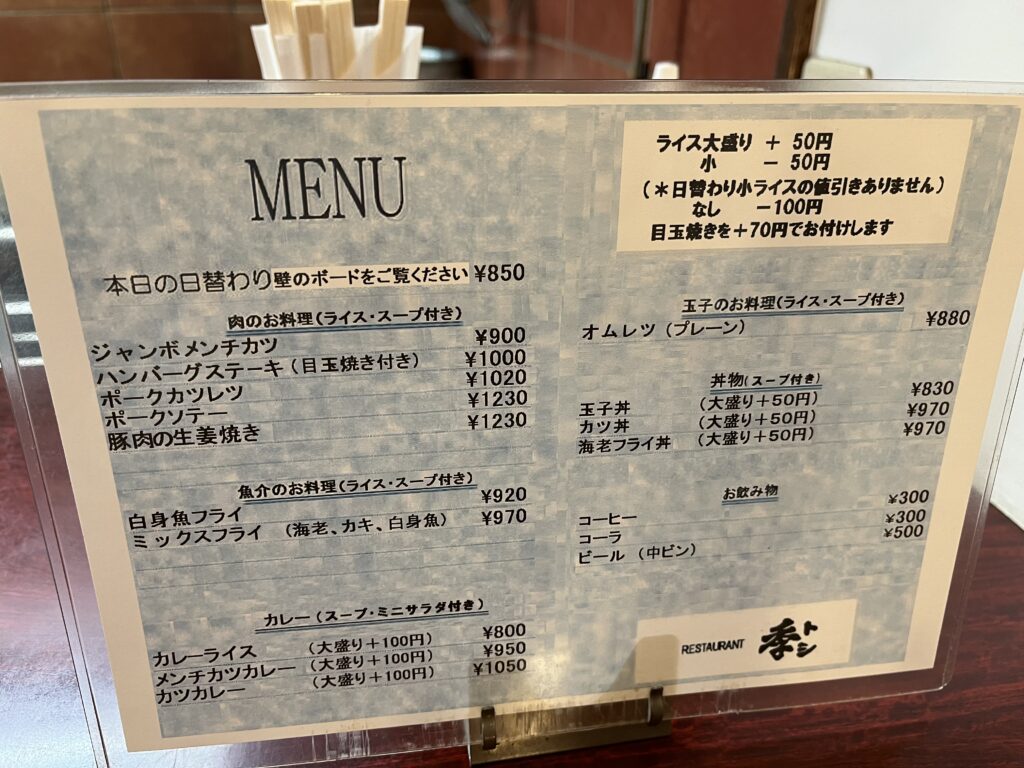 MENU
本日の日替わり壁のボードをご覧ください ¥850
肉のお料理(ライス・スープ付き)
ジャンボメンチカツ ¥900
ハンバーグステーキ(目玉焼き付き) ¥1000
ポークカツレツ ¥1020
ポークソテー ¥1230
豚肉の生姜焼き ¥1230
魚介のお料理(ライス・スープ付き)
白身魚フライ ¥920
ミックスフライ (海老、カキ、白身魚) ¥970
カレー(スープ・ミニサラダ付き)
カレーライス (大盛り+100円) ¥800
メンチカツカレー (大盛り+100円) ¥950
カツカレー (大盛り+100円) ¥1050
ライス大盛り + 50円
小 - 50円
(*日替わり小ライスの値引きありません)
なし -100円
目玉焼きを+70円でお付けします
玉子のお料理(ライス・スープ付き)
オムレツ(プレーン) ¥880
丼物(スープ付き)
玉子丼 (大盛り+50円) ¥830
カツ丼 (大盛り+50円) ¥970
海老フライ丼 (大盛り+50円) ¥970
お飲み物
コーヒー ¥300
コーラ ¥300
ビール (中ビン) ¥500
RESTAURANT 季トシ